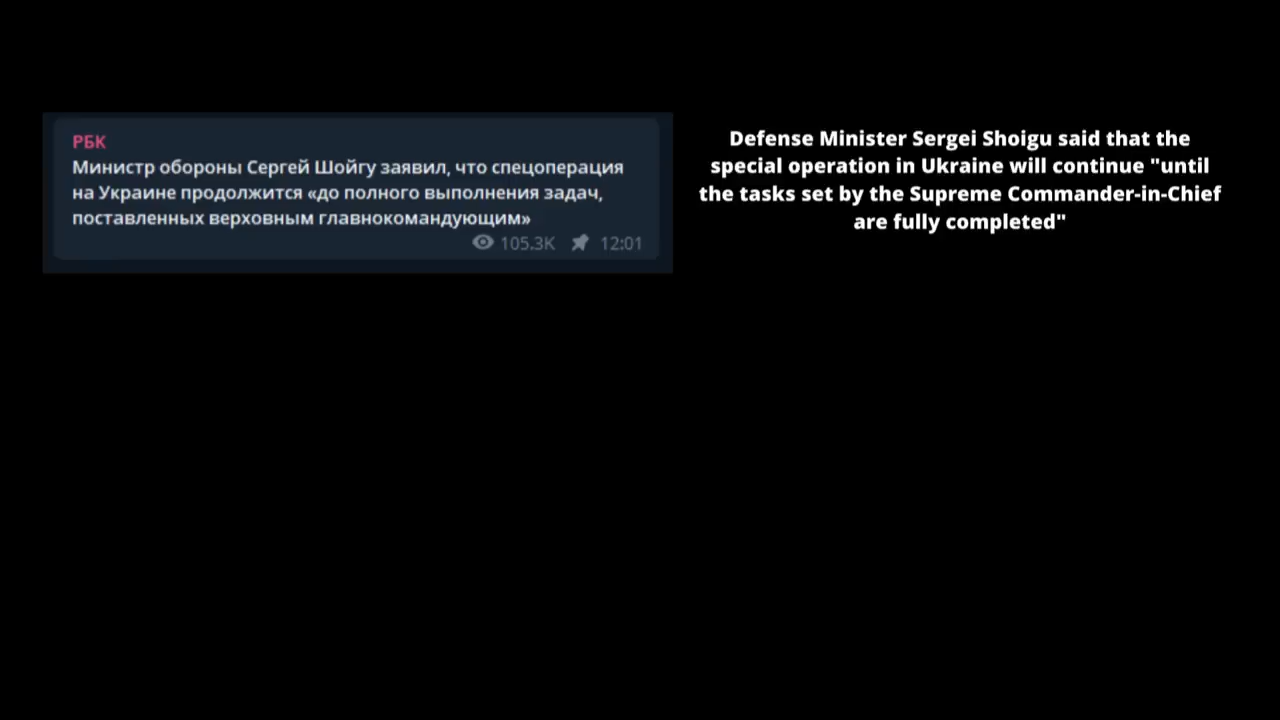 РБК
Министр обороны Сергей Шойгу заявил, что спецоперация
на Украине продолжится «до полного выполнения задач,
поставленных верховным главнокомандующим»
105.3K 12:01
Defense Minister Sergei Shoigu said that the
special operation in Ukraine will continue "until
the tasks set by the Supreme Commander-in-Chief
are fully completed"